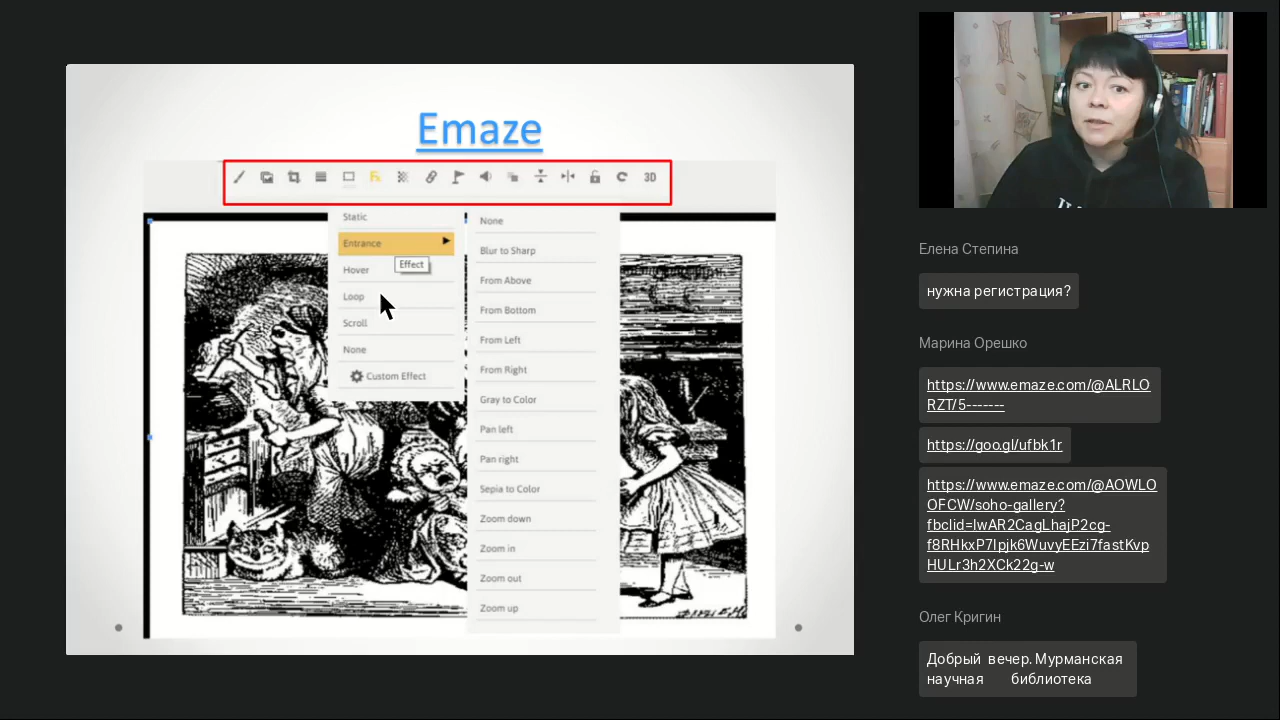 Emaze
3D
Static
Entrance
Effect
Hover
Loop
Scroll
None
Custom Effect
None
Blur to Sharp
From Above
From Bottom
From Left
From Right
Gray to Color
Pan left
Pan right
Sepia to Color
Zoom down
Zoom in
Zoom out
Zoom up
Елена Степина
нужна регистрация?
Марина Орешко
https://www.emaze.com/@ALRLO
RZT/5-------
https://goo.gl/ufbk1r
https://www.emaze.com/@AOWLO
OFCW/soho-gallery?
fbclid=IwAR2CagLhajP2cg-
f8RHkxP7Ipjk6WuvyEEzi7fastKvp
HULr3h2XCk22g-w
Олег Кригин
Добрый вечер. Мурманская
научная библиотека